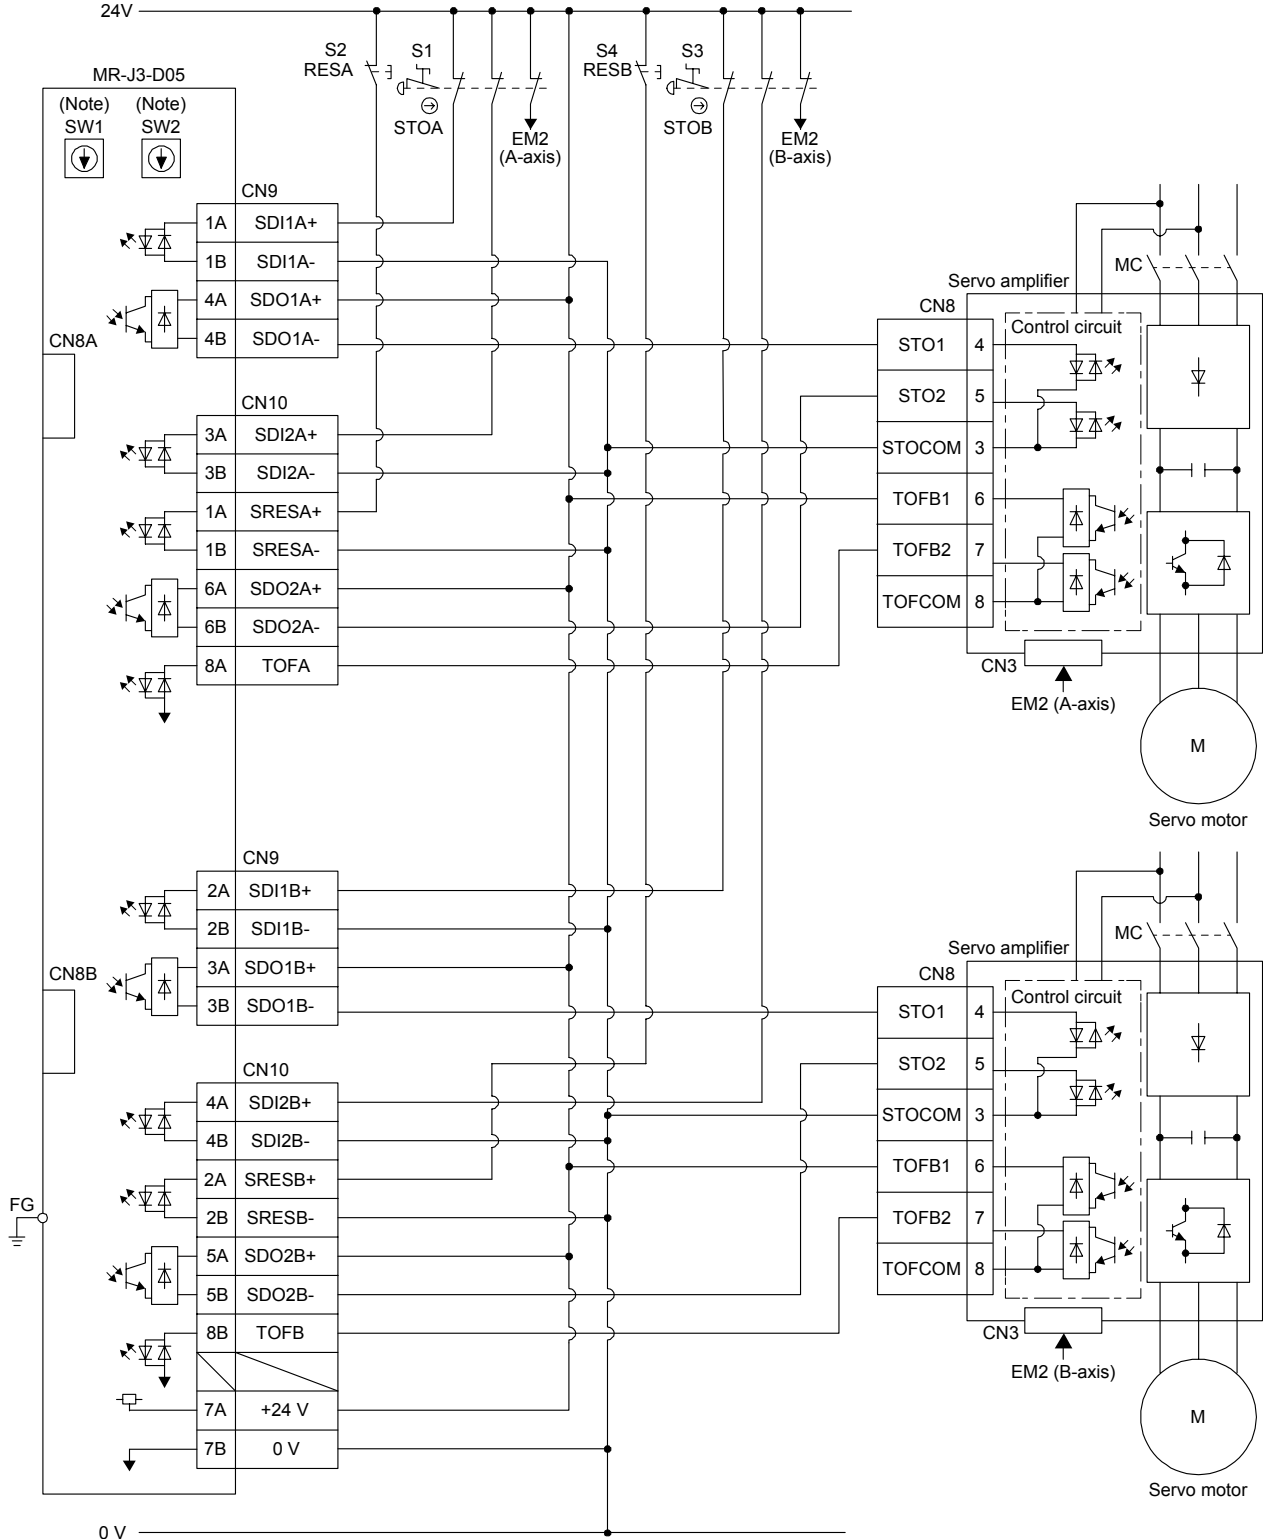 24V
S2
RESA
S1
STOA
EM2
(A-axis)
S4
RESB
S3
STOB
EM2
(B-axis)
MR-J3-D05
(Note)
SW1
(Note)
SW2
CN8A
CN9
1A SDI1A+
1B SDI1A-
4A SDO1A+
4B SDO1A-
CN10
3A SDI2A+
3B SDI2A-
1A SRESA+
1B SRESA-
6A SDO2A+
6B SDO2A-
8A TOFA
MC
Servo amplifier
CN8
Control circuit
STO1 4
STO2 5
STOCOM 3
TOFB1 6
TOFB2 7
TOFCOM 8
CN3
EM2 (A-axis)
M
Servo motor
CN8B
CN9
2A SDI1B+
2B SDI1B-
3A SDO1B+
3B SDO1B-
CN10
4A SDI2B+
4B SDI2B-
2A SRESB+
2B SRESB-
5A SDO2B+
5B SDO2B-
8B TOFB
7A +24 V
7B 0 V
FG
MC
Servo amplifier
CN8
Control circuit
STO1 4
STO2 5
STOCOM 3
TOFB1 6
TOFB2 7
TOFCOM 8
CN3
EM2 (B-axis)
M
Servo motor
0 V